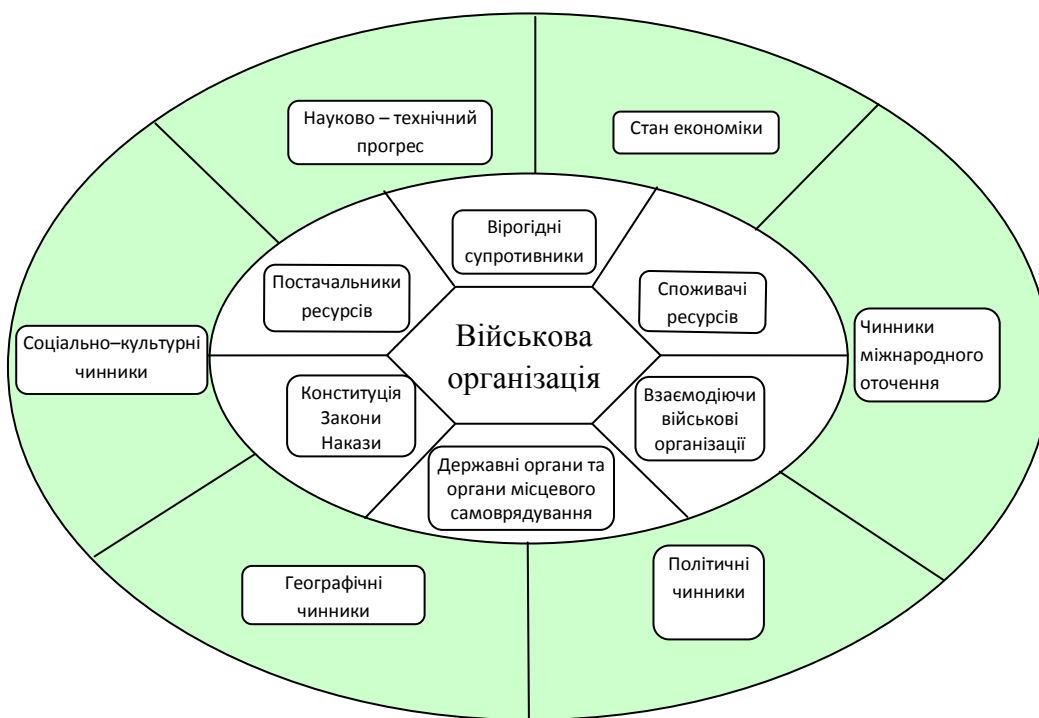 Науково – технічний
прогрес
Стан економіки
Вірогідні
супротивники
Постачальники
ресурсів
Споживачі
ресурсів
Соціально–культурні
чинники
Військова
організація
Чинники
міжнародного
оточення
Конституція
Закони
Накази
Взаємодіючи
військові
організації
Державні органи та
органи місцевого
самоврядування
Географічні
чинники
Політичні
чинники